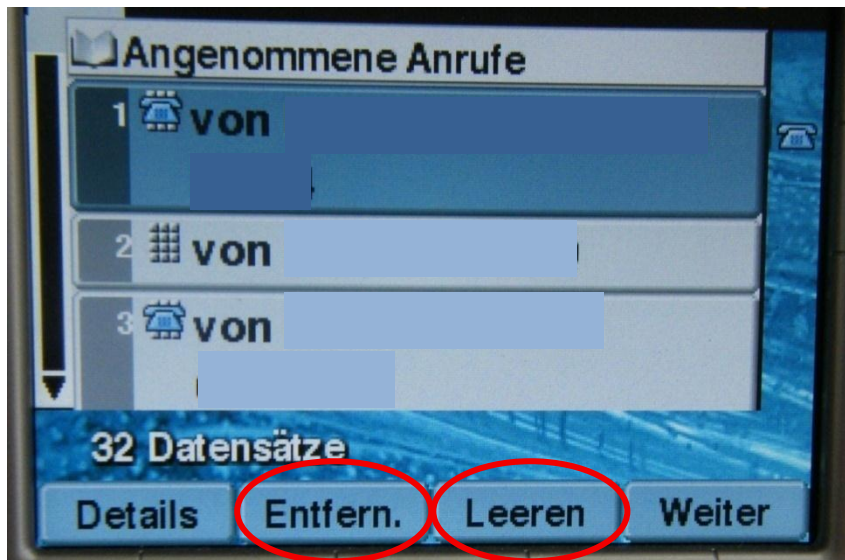 Angenommene Anrufe
1 von
2 von
3 von
32 Datensätze
Details Entfern. Leeren Weiter